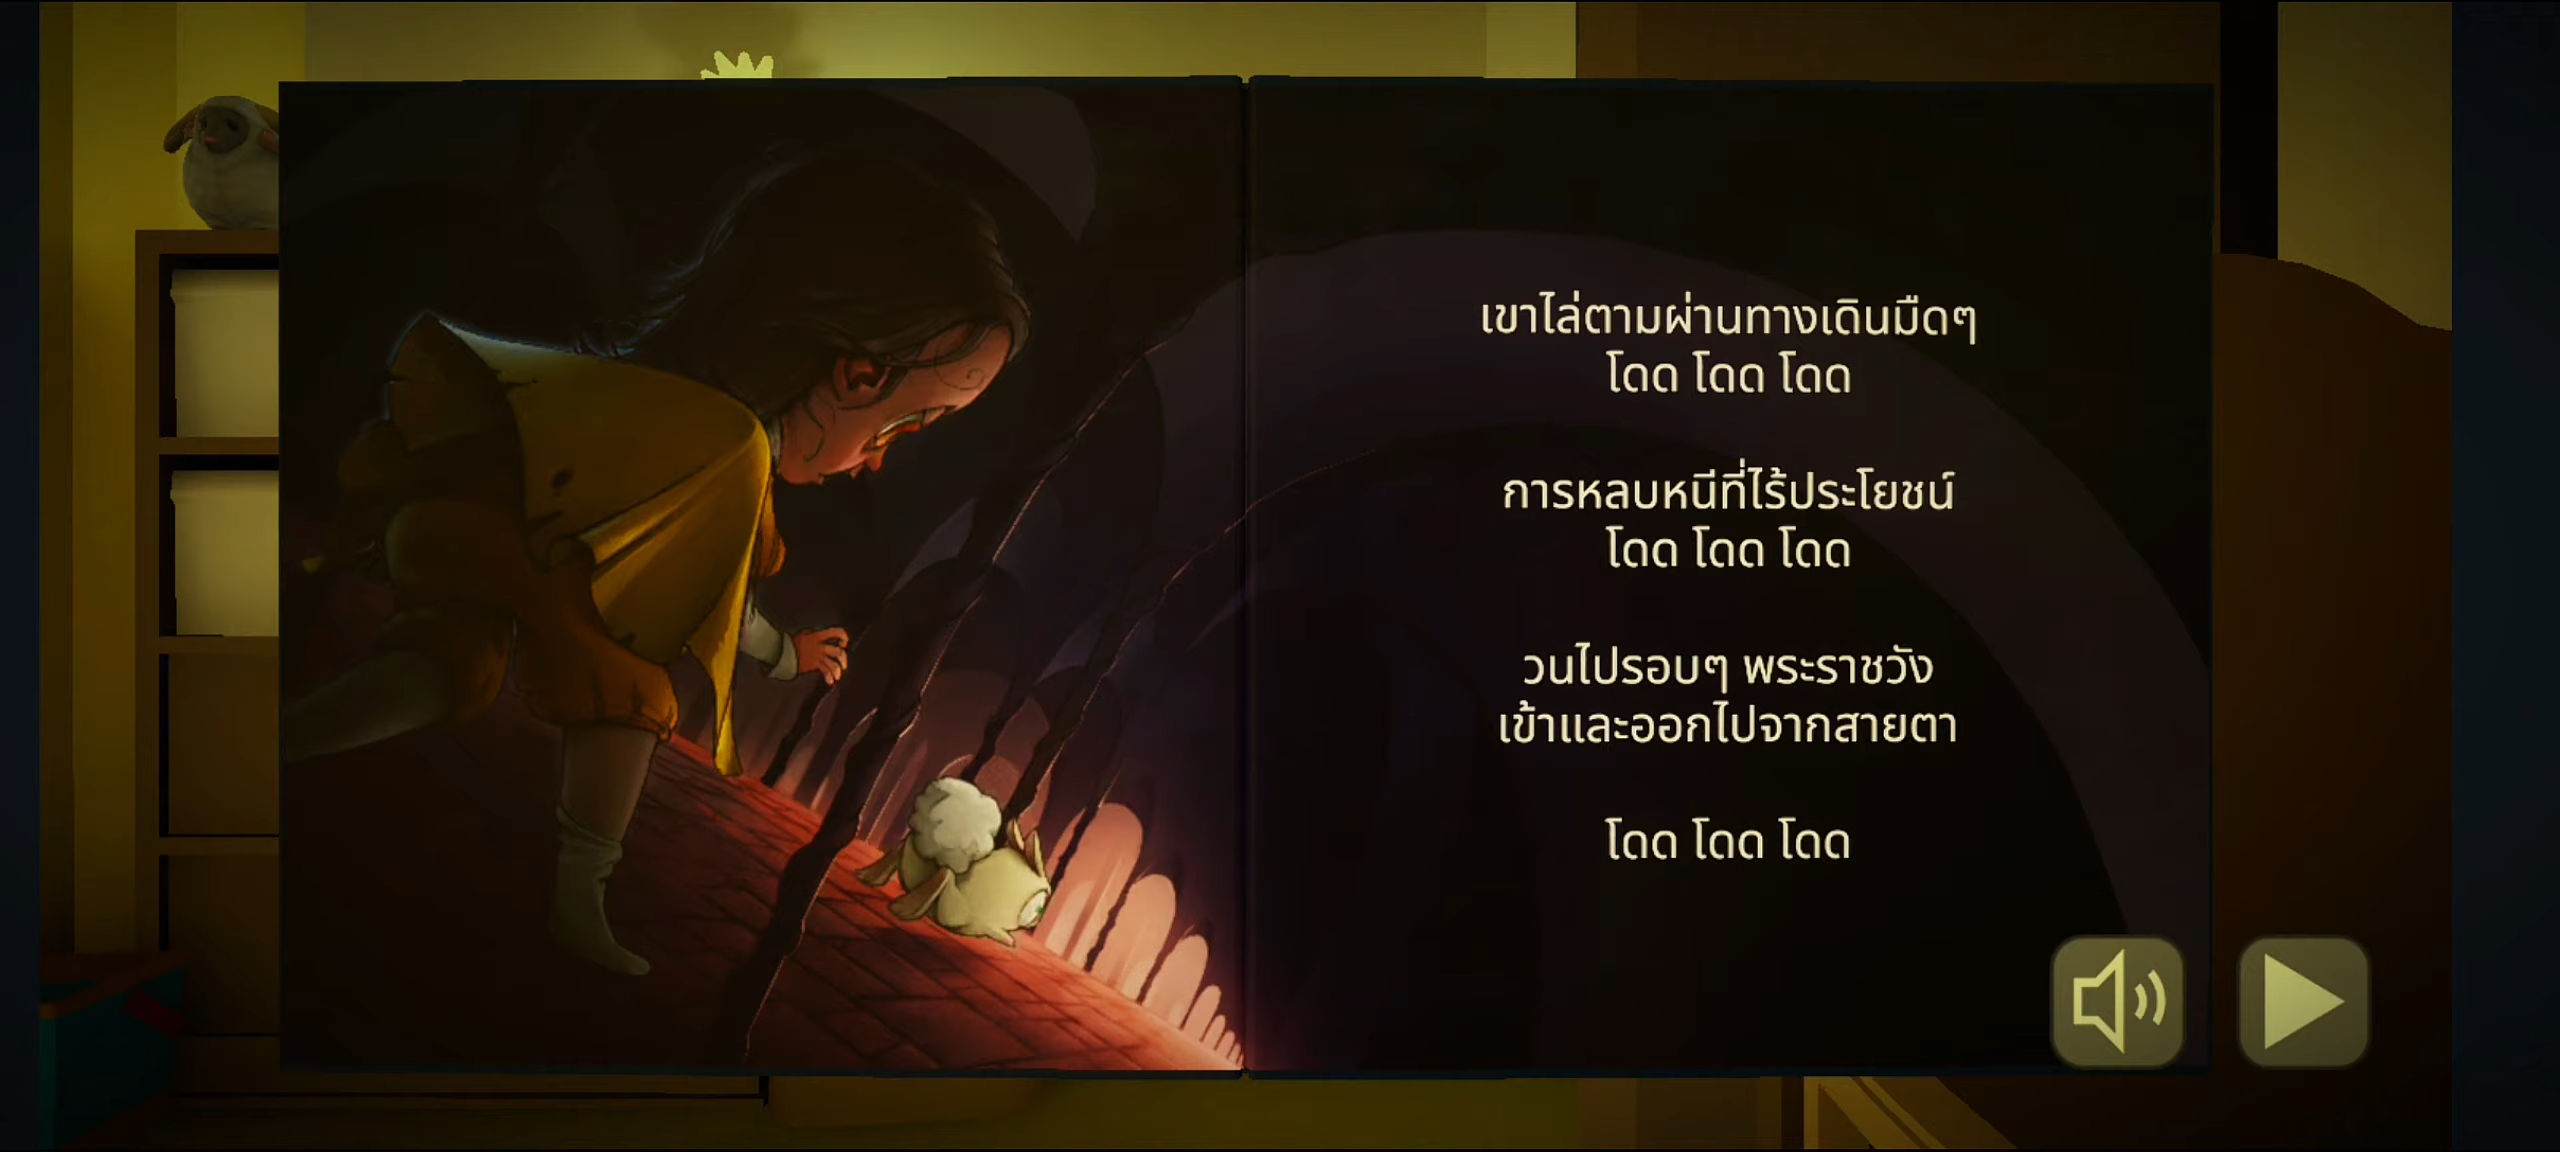 เขาไล่ตามผ่านทางเดินมืดๆ
โดด โดด โดด
การหลบหนีที่ไร้ประโยชน์
โดด โดด โดด
วนไปรอบๆ พระราชวัง
เข้าและออกไปจากสายตา
โดด โดด โดด